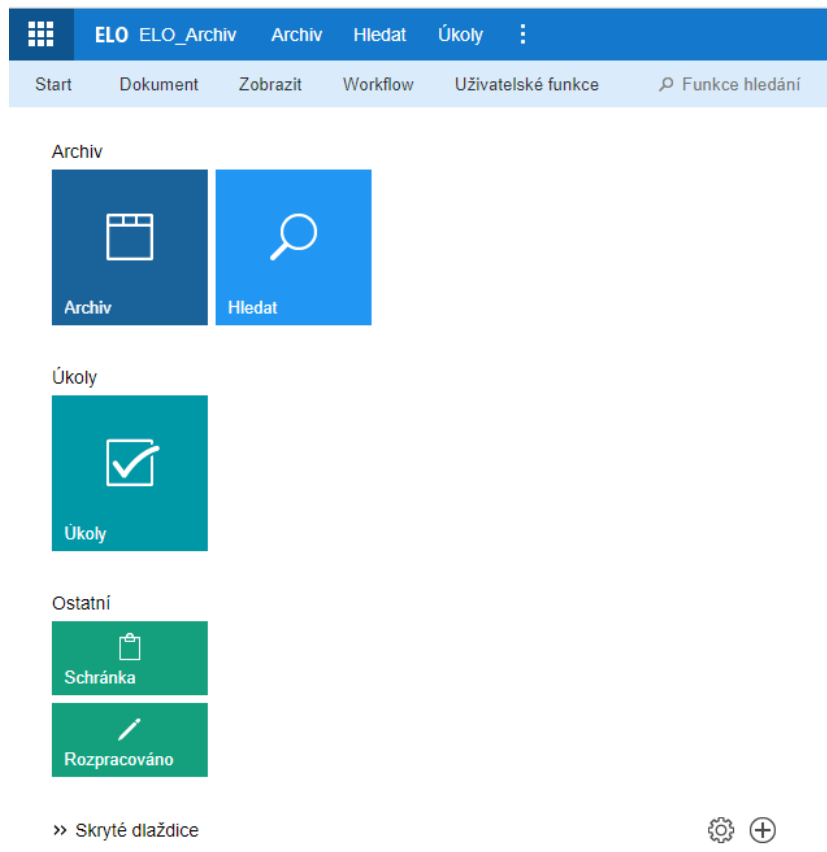 ELO ELO_Archiv Archiv Hledat Úkoly
Start Dokument Zobrazit Workflow Uživatelské funkce Funkce hledání
Archiv
Archiv Hledat
Úkoly
Úkoly
Ostatní
Schránka
Rozpracováno
Skryté dlaždice